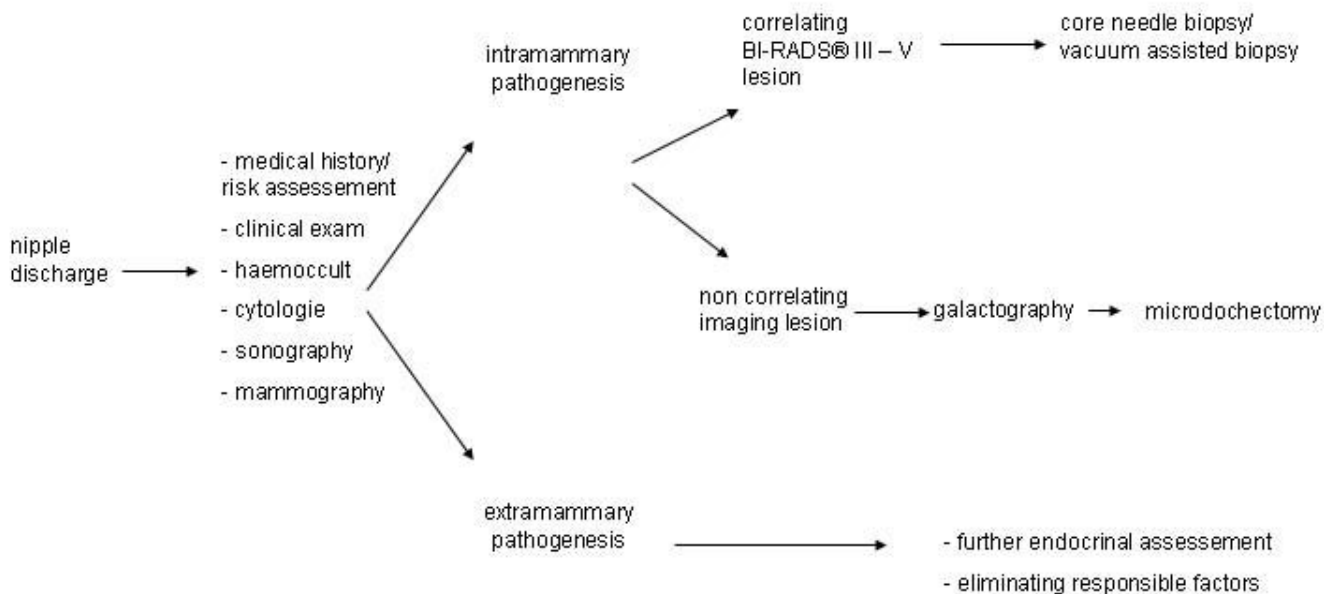 nipple
discharge
- medical history/
risk assessement
- clinical exam
- haemoccult
- cytologie
- sonography
- mammography
intramammary
pathogenesis
correlating
BI-RADS® III – V
lesion
core needle biopsy/
vacuum assisted biopsy
non correlating
imaging lesion
galactography
microdochectomy
extramammary
pathogenesis
- further endocrinal assessement
- eliminating responsible factors